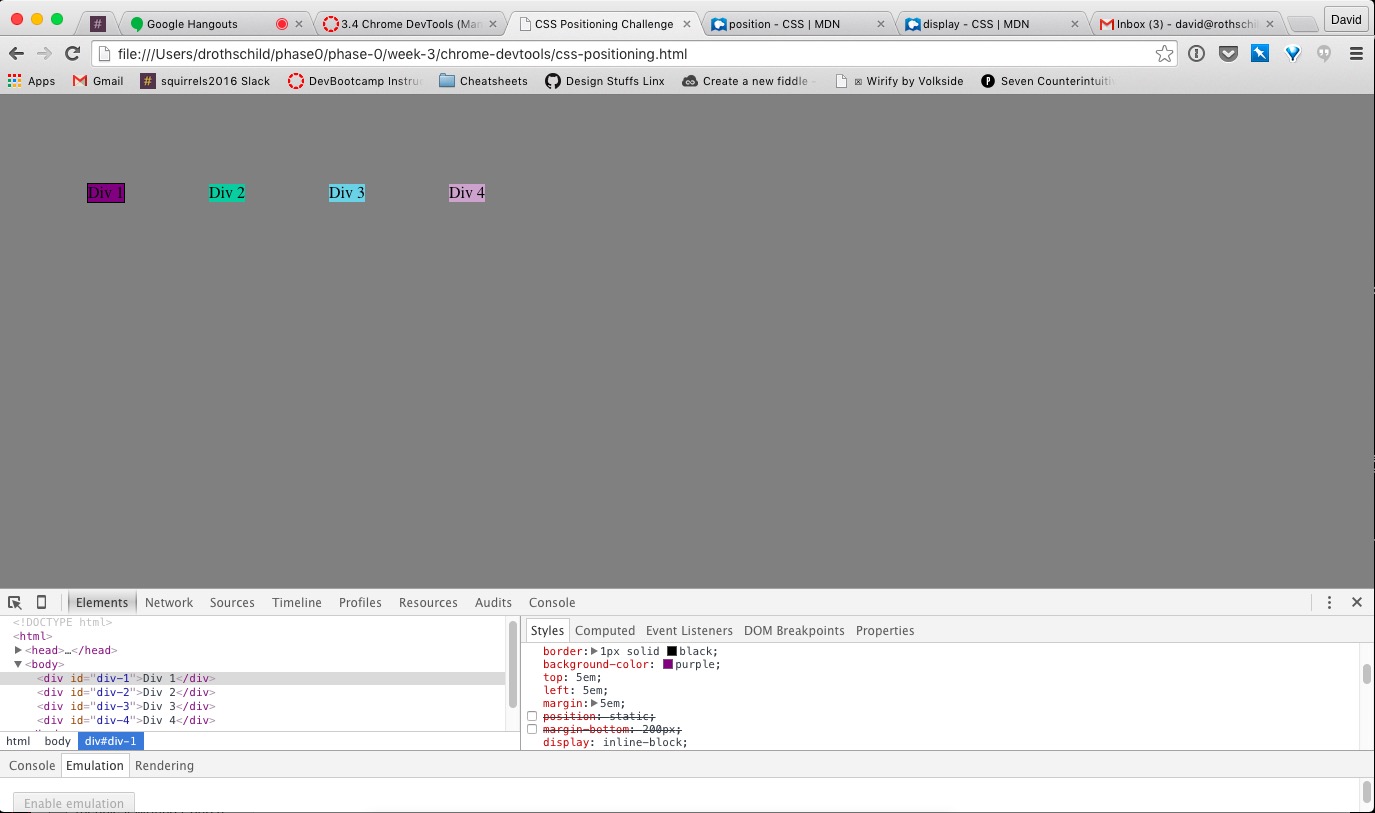 # Google Hangouts 3.4 Chrome DevTools (Man CSS Positioning Challenge position - CSS | MDN display - CSS | MDN Inbox (3) - david@rothschil David
file:///Users/drothschild/phase0/phase-0/week-3/chrome-devtools/css-positioning.html
Apps Gmail squirrels2016 Slack DevBootcamp Instruc Cheatsheets Design Stuffs Linx Create a new fiddle - Wirify by Volkside Seven Counterintuiti
Div 1 Div 2 Div 3 Div 4
Elements Network Sources Timeline Profiles Resources Audits Console
<!DOCTYPE html>
<html>
<head>…</head>
<body>
<div id="div-1">Div 1</div>
<div id="div-2">Div 2</div>
<div id="div-3">Div 3</div>
<div id="div-4">Div 4</div>
html body div#div-1
Styles Computed Event Listeners DOM Breakpoints Properties
border: 1px solid black;
background-color: purple;
top: 5em;
left: 5em;
margin: 5em;
position: static;
margin-bottom: 200px;
display: inline-block;
Console Emulation Rendering
Enable emulation